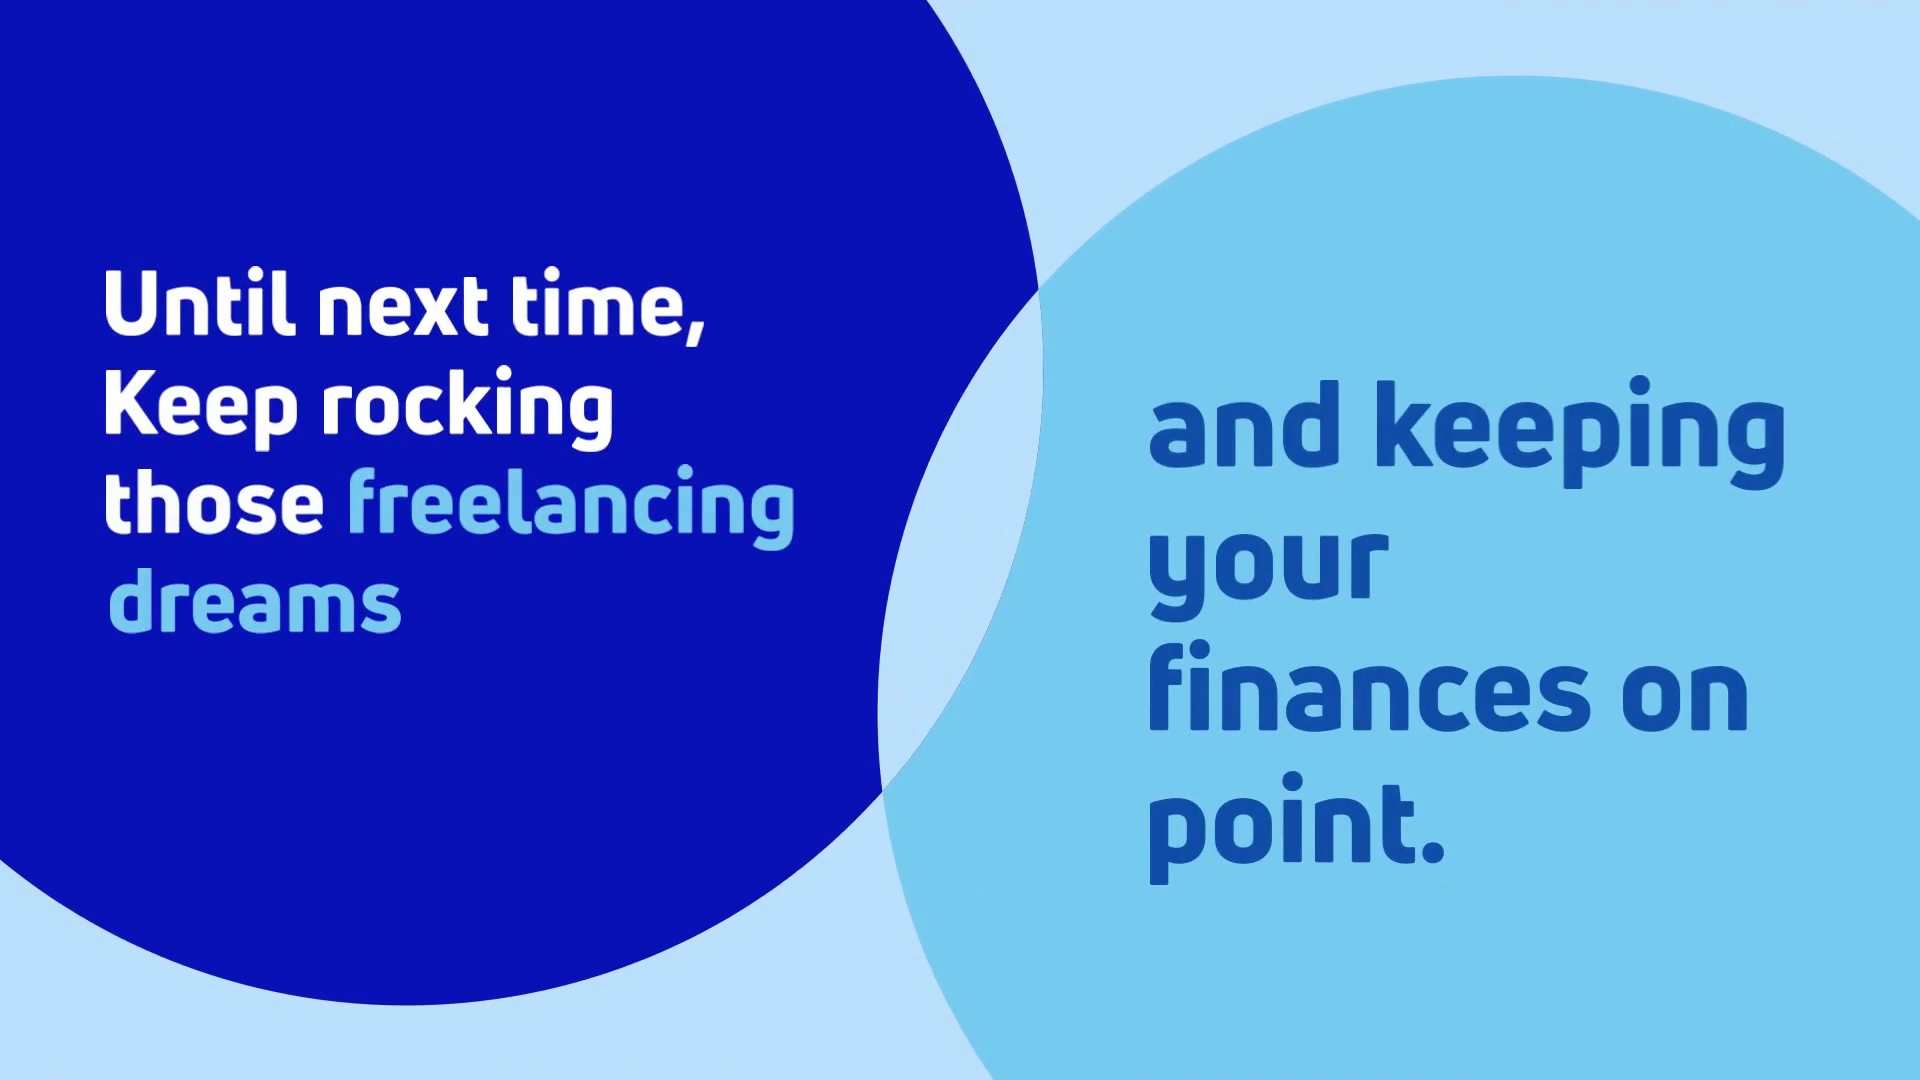 Until next time,
Keep rocking
those freelancing
dreams
and keeping
your
finances on
point.